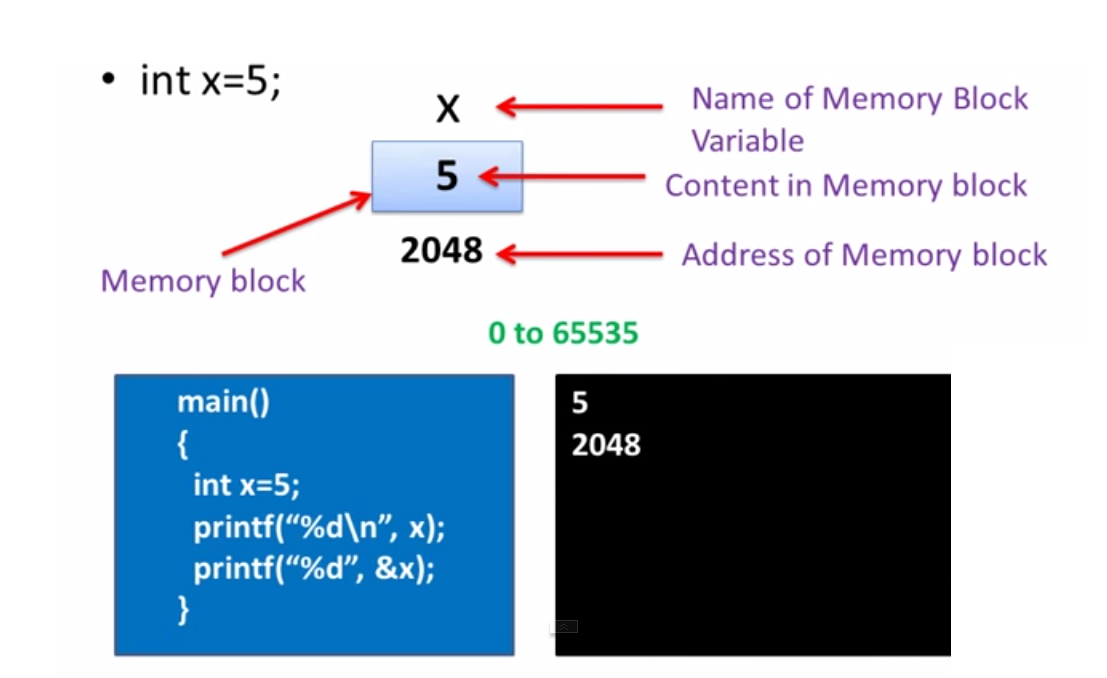 • int x=5;
X
Name of Memory Block
Variable
5
Content in Memory block
2048
Address of Memory block
Memory block
0 to 65535
main()
{
int x=5;
printf(“%d\n”, x);
printf(“%d”, &x);
}
5
2048